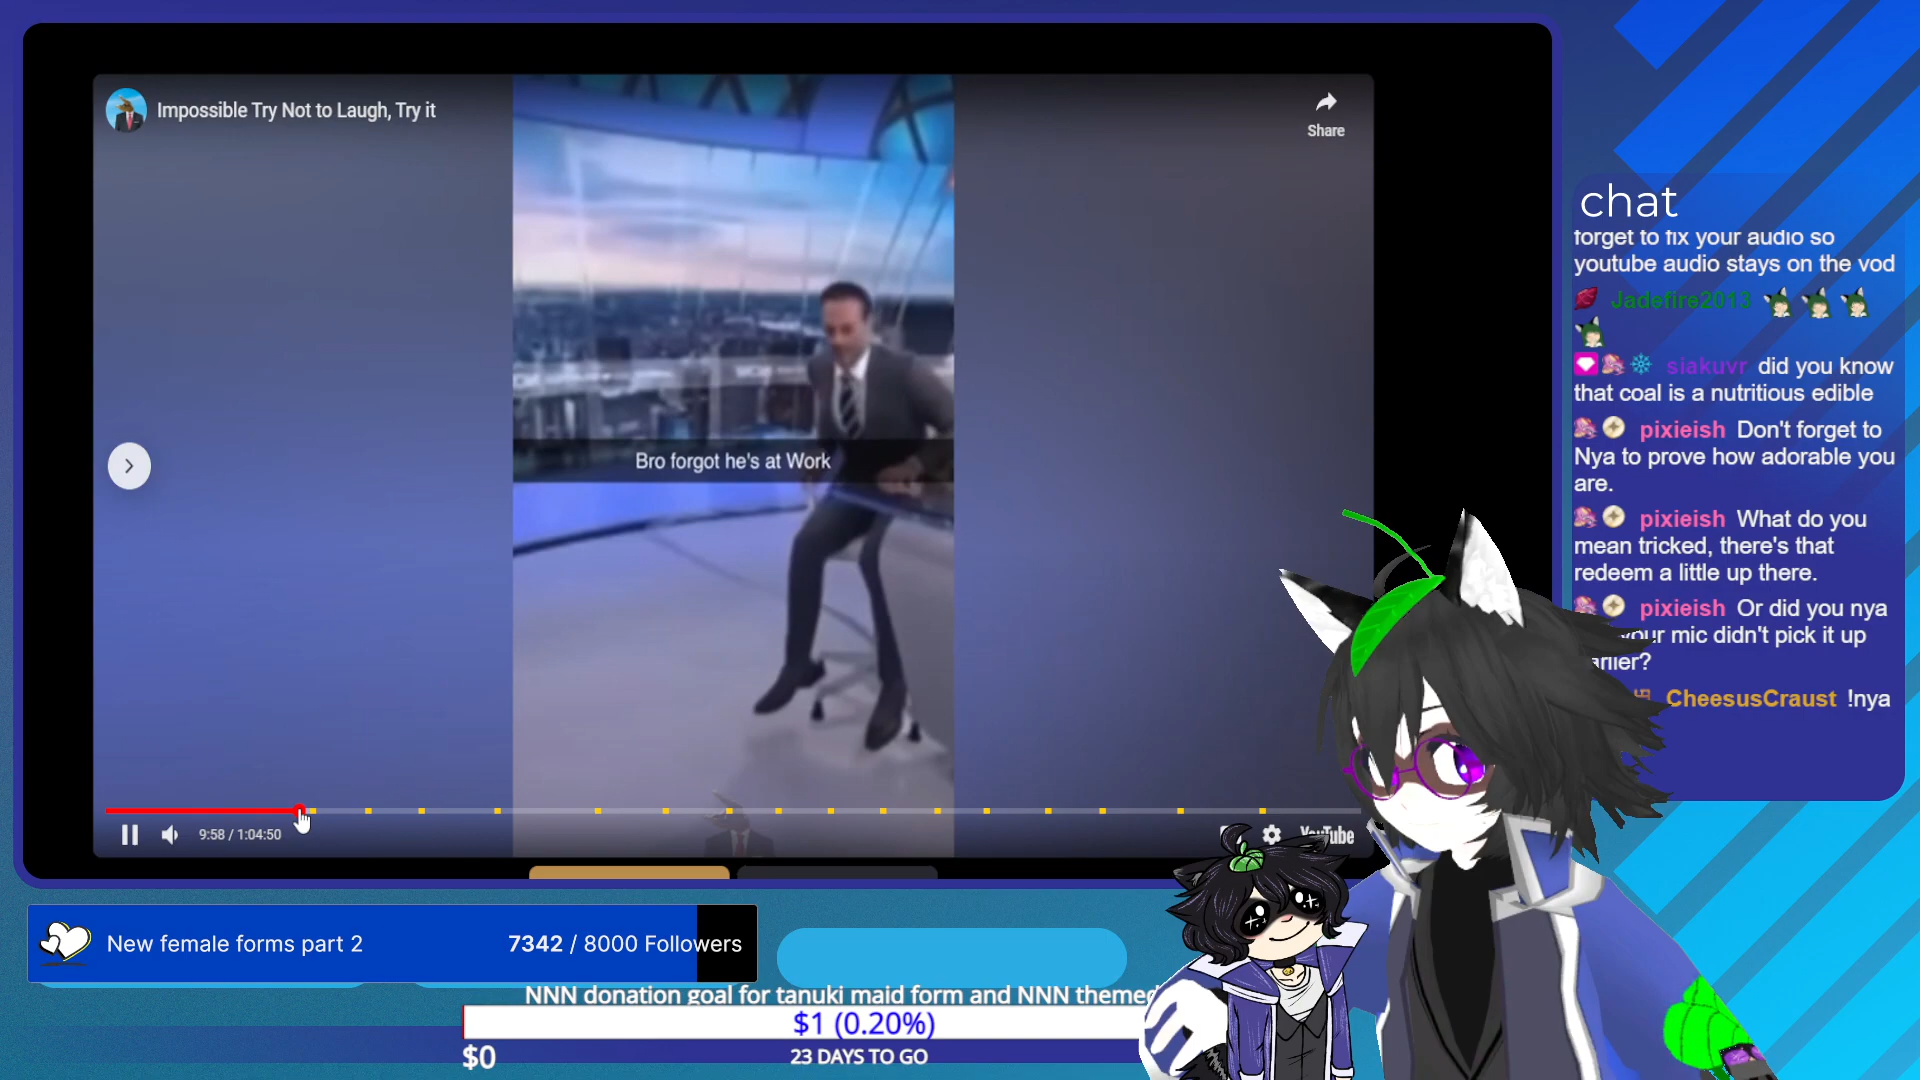 Impossible Try Not to Laugh, Try it
Share
Bro forgot he's at Work
9:58 / 1:04:50
YouTube
chat
forget to fix your audio so
youtube audio stays on the vod
Jadefire2013
siakuvr did you know
that coal is a nutritious edible
pixieish Don't forget to
Nya to prove how adorable you
are.
pixieish What do you
mean tricked, there's that
redeem a little up there.
pixieish Or did you nya
your mic didn't pick it up
earlier?
CheesusCraust !nya
New female forms part 2
7342 / 8000 Followers
NNN donation goal for tanuki maid form and NNN themed
$1 (0.20%)
$0
23 DAYS TO GO